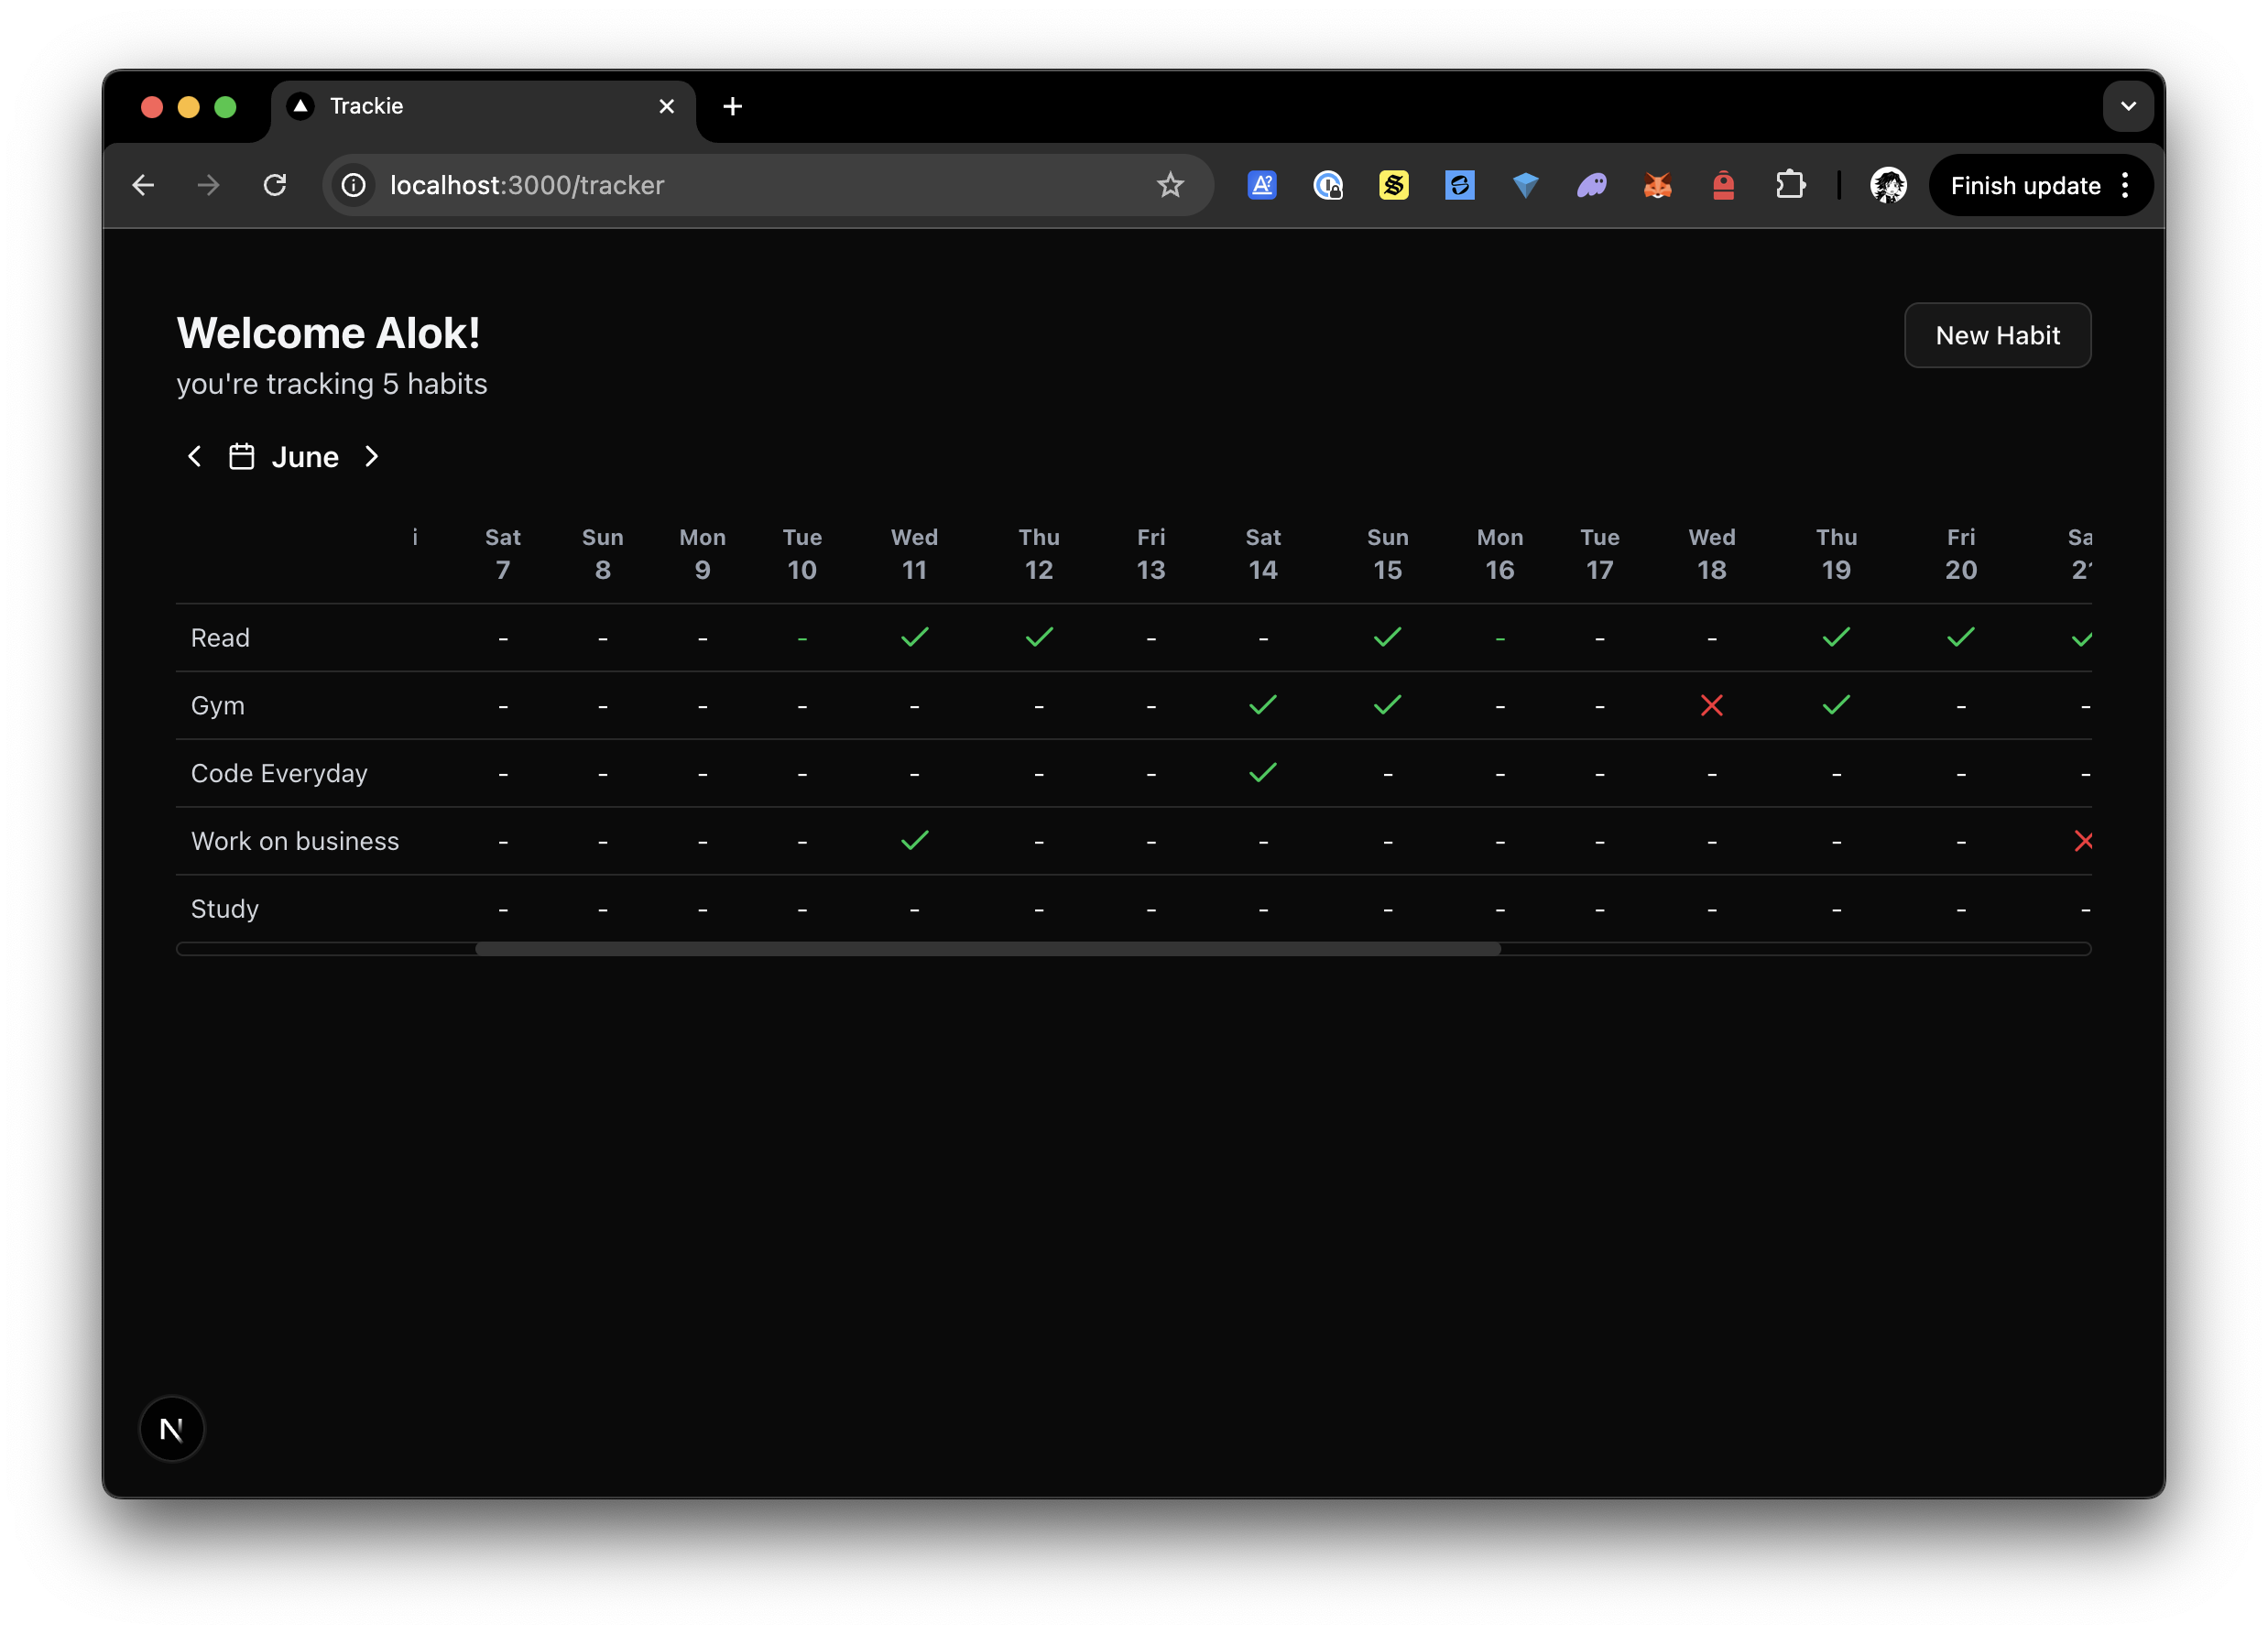 Trackie
localhost:3000/tracker
Finish update
Welcome Alok!
you're tracking 5 habits
New Habit
June
i Sat Sun Mon Tue Wed Thu Fri Sat Sun Mon Tue Wed Thu Fri Sa
7 8 9 10 11 12 13 14 15 16 17 18 19 20 2
Read - - - - - - - - -
Gym - - - - - - - - - - -
Code Everyday - - - - - - - - - - - - - -
Work on business - - - - - - - - - - - - -
Study - - - - - - - - - - - - - - -
N